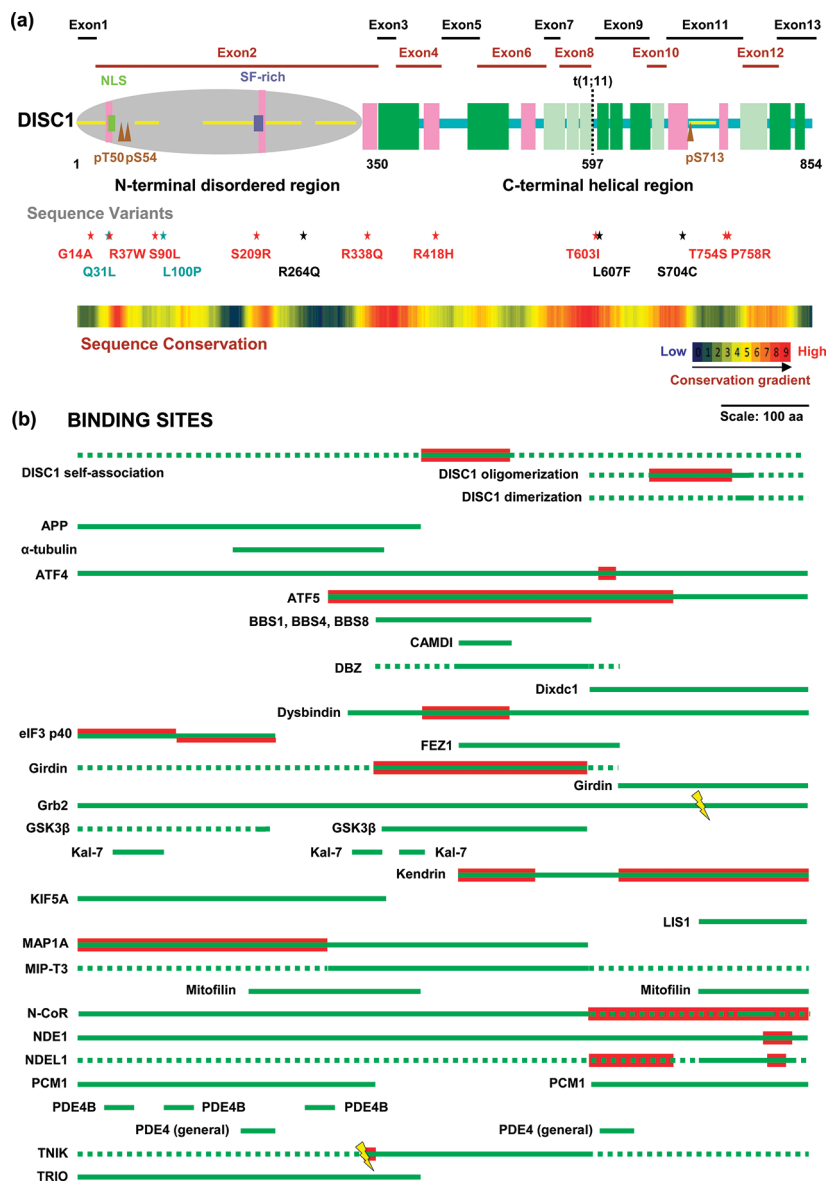 (a)
Exon1 Exon3 Exon5 Exon7 Exon9 Exon11 Exon13
Exon2 Exon4 Exon6 Exon8 Exon10 Exon12
NLS SF-rich t(1;11)
DISC1
pT50 pS54 pS713
1 350 597 854
N-terminal disordered region C-terminal helical region
Sequence Variants
G14A R37W S90L S209R R338Q R418H T603I T754S P758R
Q31L L100P R264Q L607F S704C
Sequence Conservation
Low 0 1 2 3 4 5 6 7 8 9 High
Conservation gradient
Scale: 100 aa
(b) BINDING SITES
DISC1 self-association
DISC1 oligomerization
DISC1 dimerization
APP
α-tubulin
ATF4
ATF5
BBS1, BBS4, BBS8
CAMDI
DBZ
Dixdc1
Dysbindin
eIF3 p40
FEZ1
Girdin
Girdin
Grb2
GSK3β GSK3β
Kal-7 Kal-7 Kal-7
Kendrin
KIF5A
LIS1
MAP1A
MIP-T3
Mitofilin Mitofilin
N-CoR
NDE1
NDEL1
PCM1 PCM1
PDE4B PDE4B PDE4B
PDE4 (general) PDE4 (general)
TNIK
TRIO